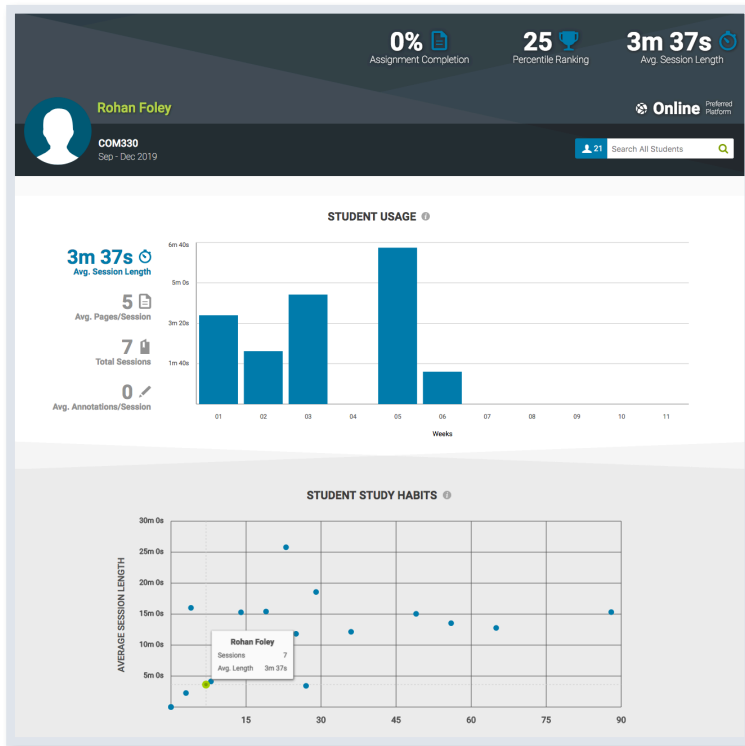 0%
Assignment Completion
25
Percentile Ranking
3m 37s
Avg. Session Length
Rohan Foley
Online Preferred Platform
COM330
Sep - Dec 2019
21 Search All Students
STUDENT USAGE
3m 37s
Avg. Session Length
5
Avg. Pages/Session
7
Total Sessions
0
Avg. Annotations/Session
6m 40s
5m 0s
3m 20s
1m 40s
01 02 03 04 05 06 07 08 09 10 11
Weeks
STUDENT STUDY HABITS
AVERAGE SESSION LENGTH
30m 0s
25m 0s
20m 0s
15m 0s
10m 0s
5m 0s
Rohan Foley
Sessions 7
Avg. Length 3m 37s
15 30 45 60 75 90